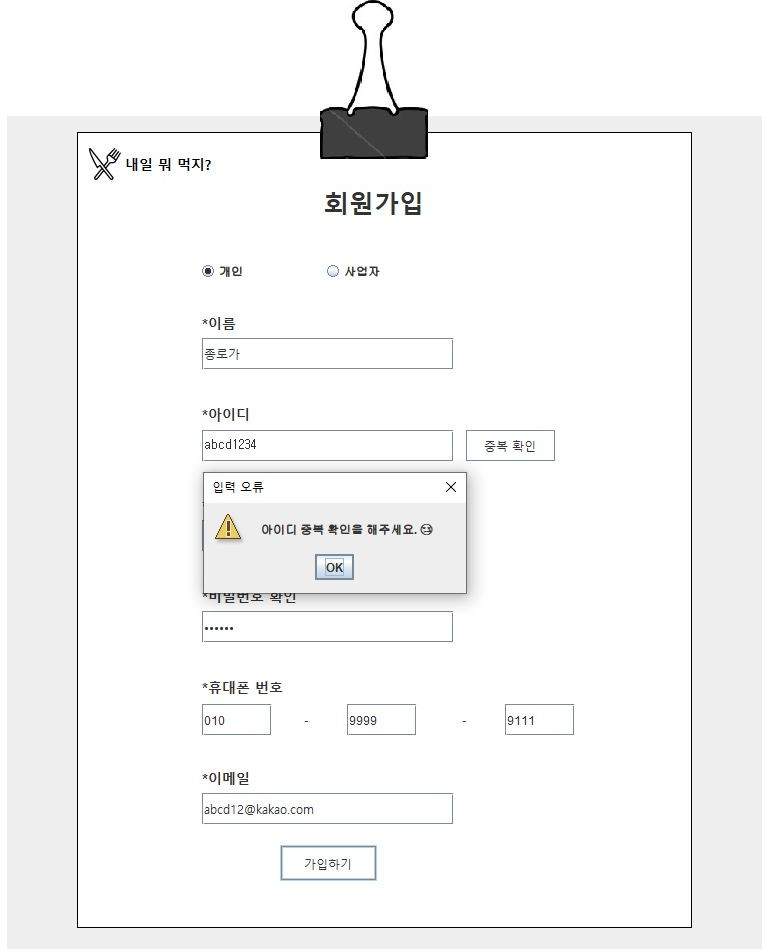 내일 뭐 먹지?
회원가입
개인 사업자
*이름
종로가
*아이디
abcd1234 중복 확인
입력 오류
아이디 중복 확인을 해주세요.
OK
*비밀번호 확인
••••••
*휴대폰 번호
010 - 9999 - 9111
*이메일
abcd12@kakao.com
가입하기